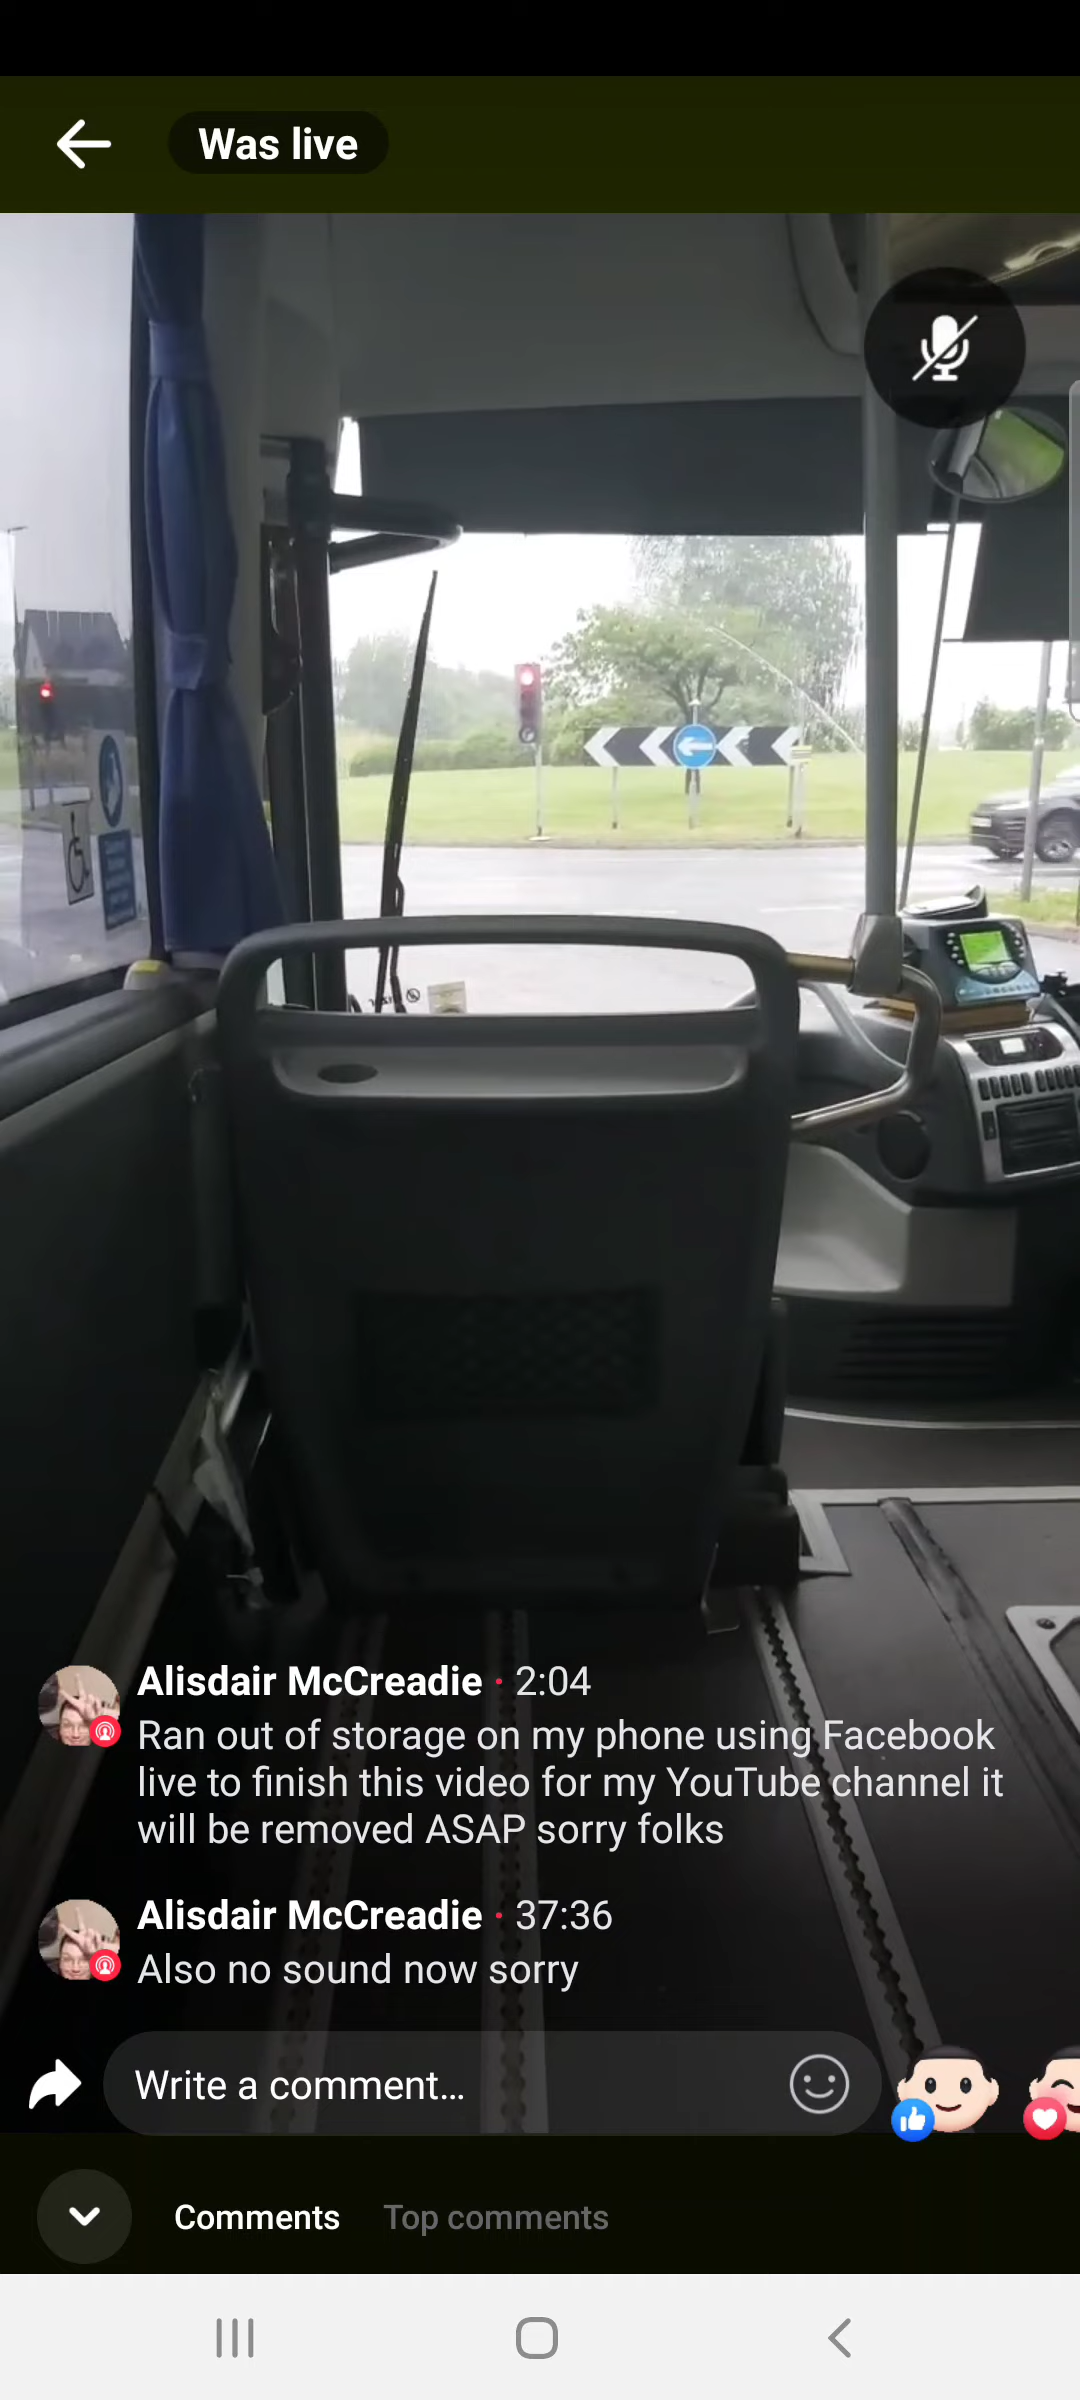 Was live
Alisdair McCreadie · 2:04
Ran out of storage on my phone using Facebook
live to finish this video for my YouTube channel it
will be removed ASAP sorry folks
Alisdair McCreadie · 37:36
Also no sound now sorry
Write a comment...
Comments
Top comments